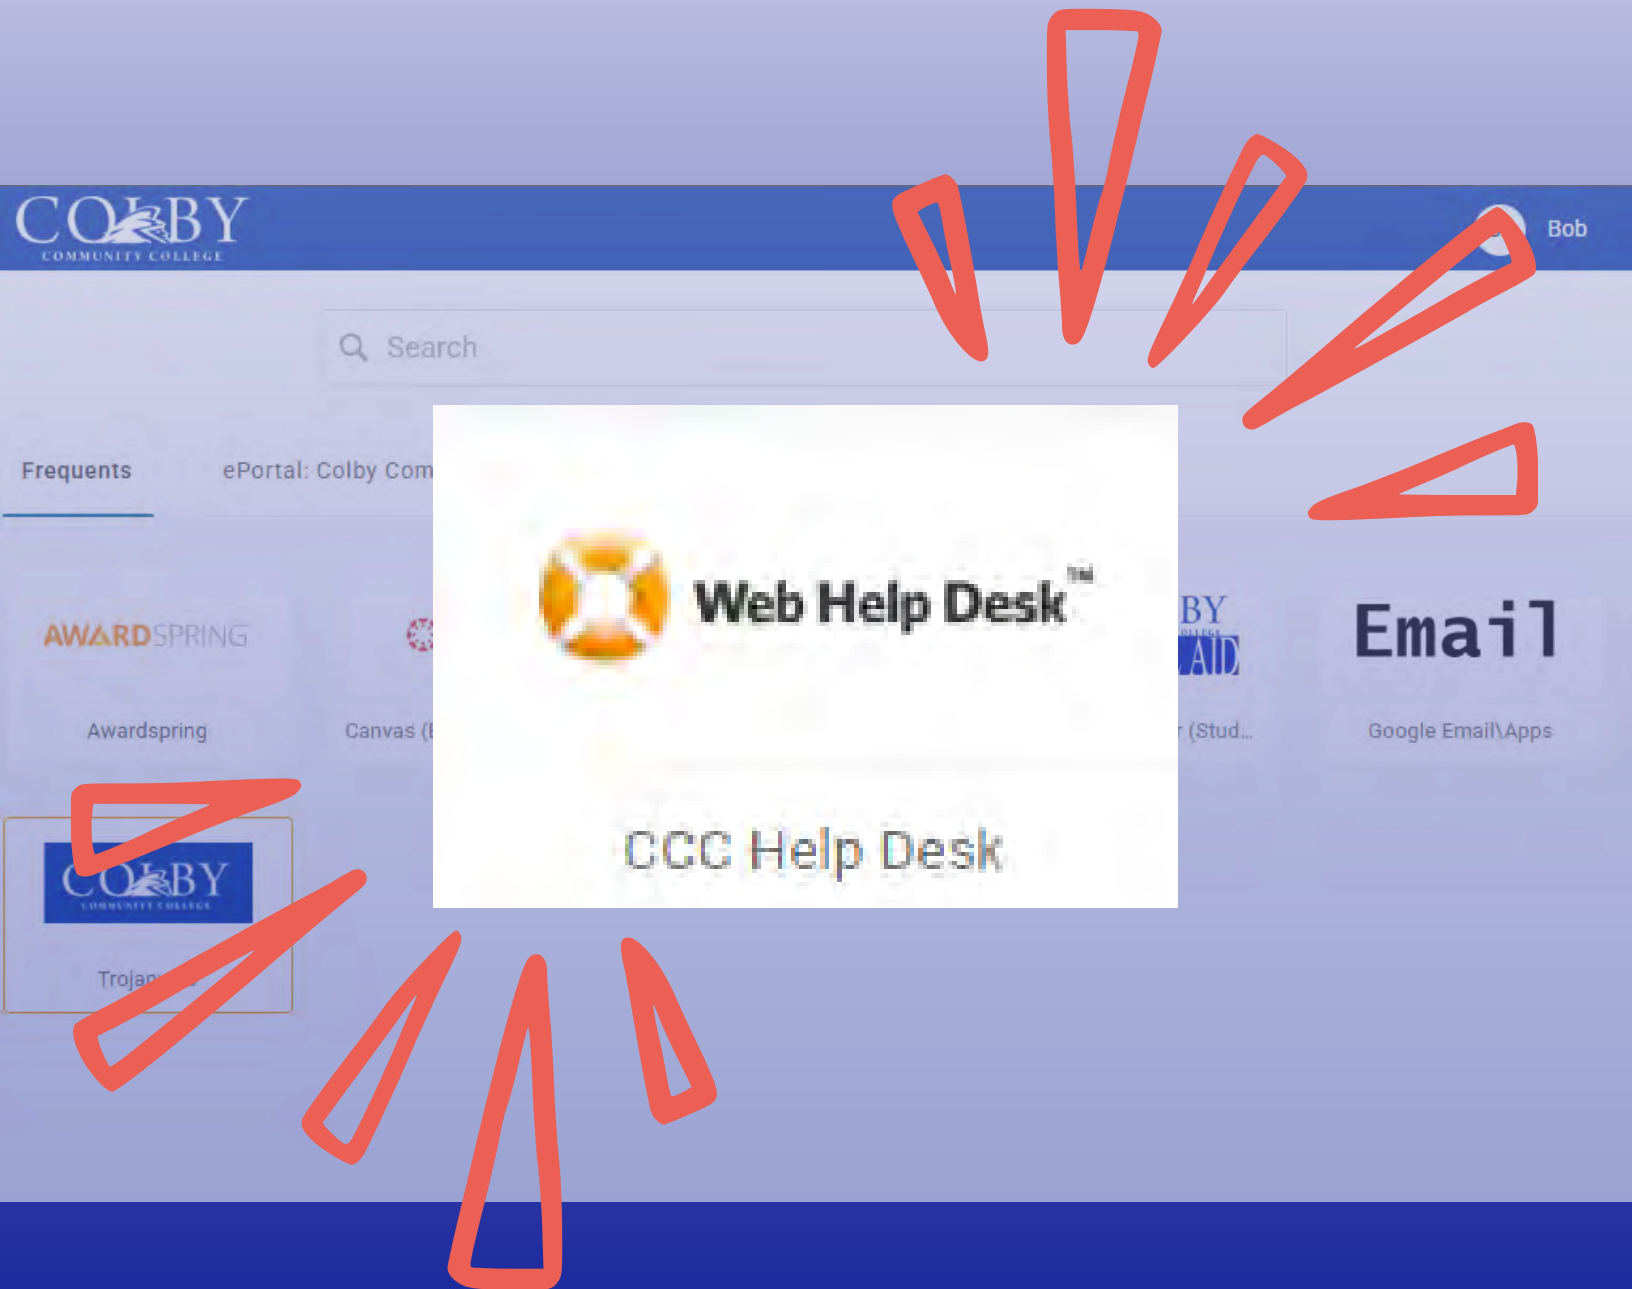 COLBY
COMMUNITY COLLEGE
Bob
Search
Frequents
ePortal: Colby Com
Web Help Desk™
AWARDSPRING
BY
AID
Email
Awardspring
Canvas (
(Stud...
Google Email\Apps
CCC Help Desk
COLBY
COMMUNITY COLLEGE